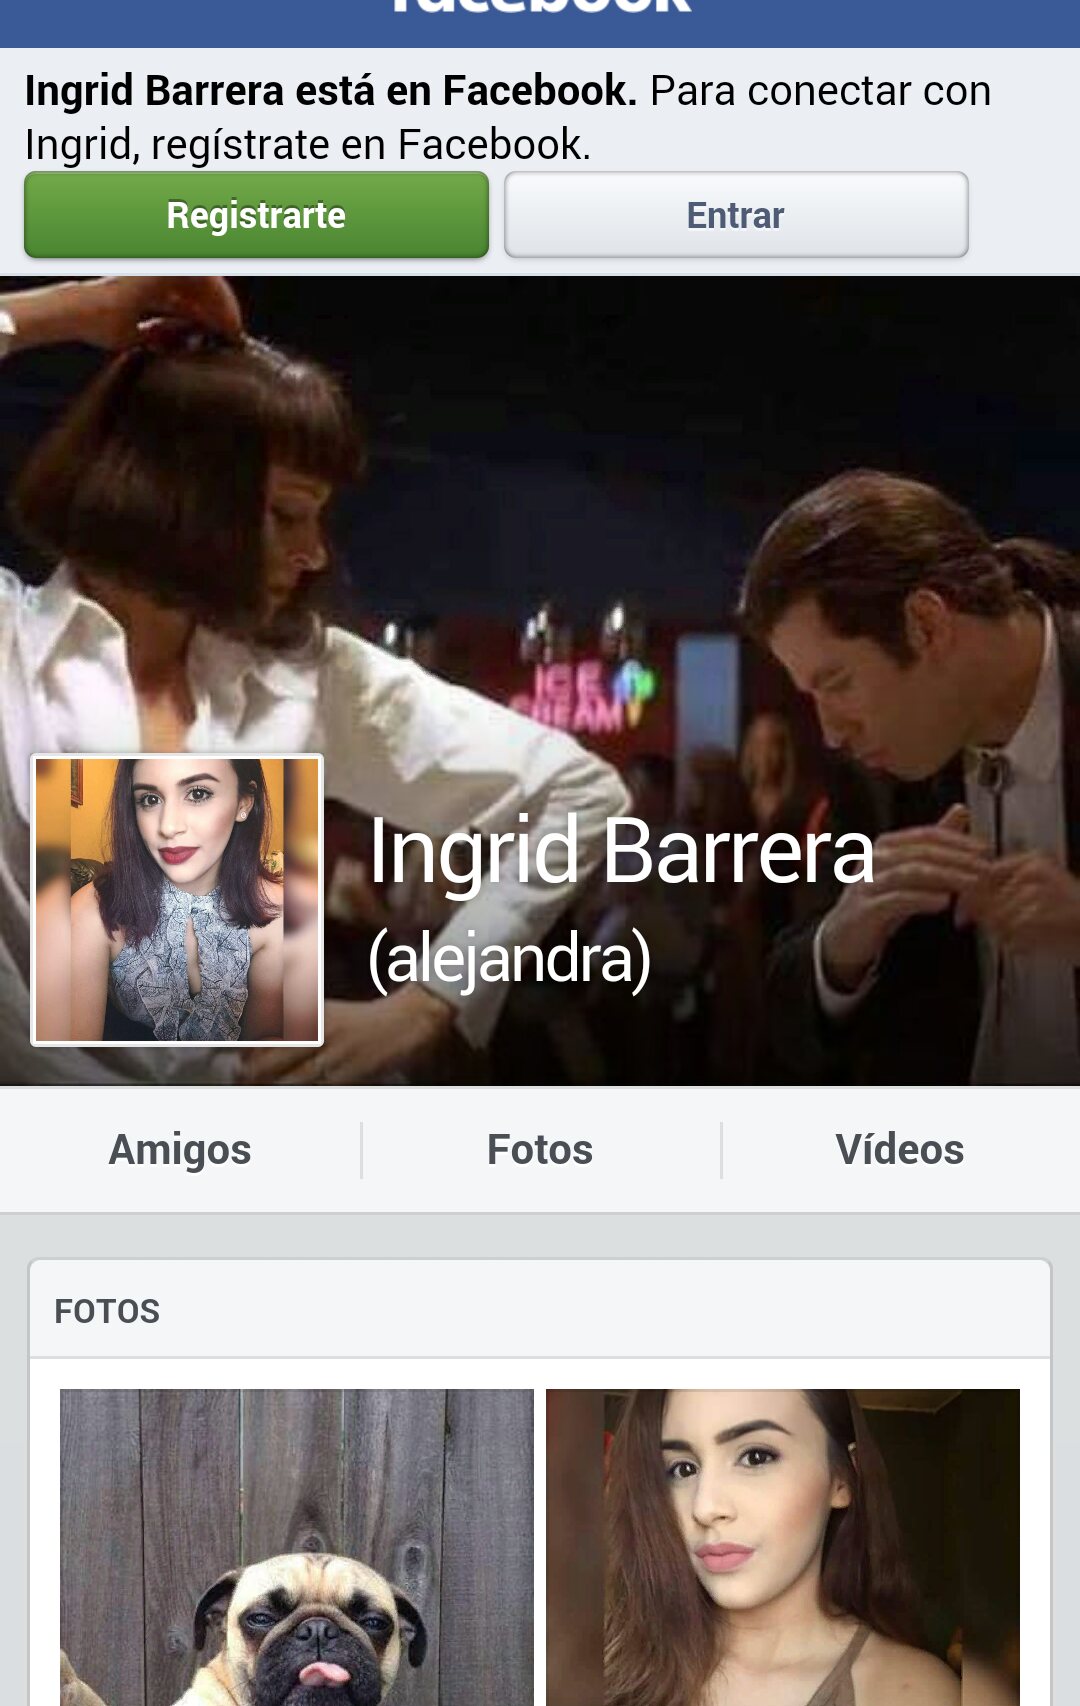 facebook
Ingrid Barrera está en Facebook. Para conectar con
Ingrid, regístrate en Facebook.
Registrarte
Entrar
ICE
CREAM
Ingrid Barrera
(alejandra)
Amigos
Fotos
Vídeos
FOTOS